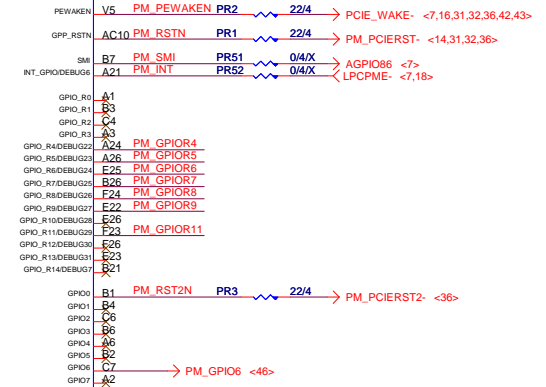 PEWAKEN V5 PM_PEWAKEN PR2 22/4 PCIE_WAKE- <7,16,31,32,36,42,43>
GPP_RSTN AC10 PM_RSTN PR1 22/4 PM_PCIERST- <14,31,32,36>
SMI B7 PM_SMI PR51 0/4/X AGPIO86 <7>
INT_GPIO/DEBUG6 A21 PM_INT PR52 0/4/X LPCPME- <7,18>
GPIO_R0 A1
GPIO_R1 B3
GPIO_R2 C4
GPIO_R3 A3
GPIO_R4/DEBUG22 A24 PM_GPIOR4
GPIO_R5/DEBUG23 A26 PM_GPIOR5
GPIO_R6/DEBUG24 E25 PM_GPIOR6
GPIO_R7/DEBUG25 B26 PM_GPIOR7
GPIO_R8/DEBUG26 F24 PM_GPIOR8
GPIO_R9/DEBUG27 E22 PM_GPIOR9
GPIO_R10/DEBUG28 E26
GPIO_R11/DEBUG29 F23 PM_GPIOR11
GPIO_R12/DEBUG30 F26
GPIO_R13/DEBUG31 E23
GPIO_R14/DEBUG7 B21
GPIO0 B1 PM_RST2N PR3 22/4 PM_PCIERST2- <36>
GPIO1 B4
GPIO2 C6
GPIO3 B6
GPIO4 A6
GPIO5 B2
GPIO6 C7 PM_GPIO6 <46>
GPIO7 A2